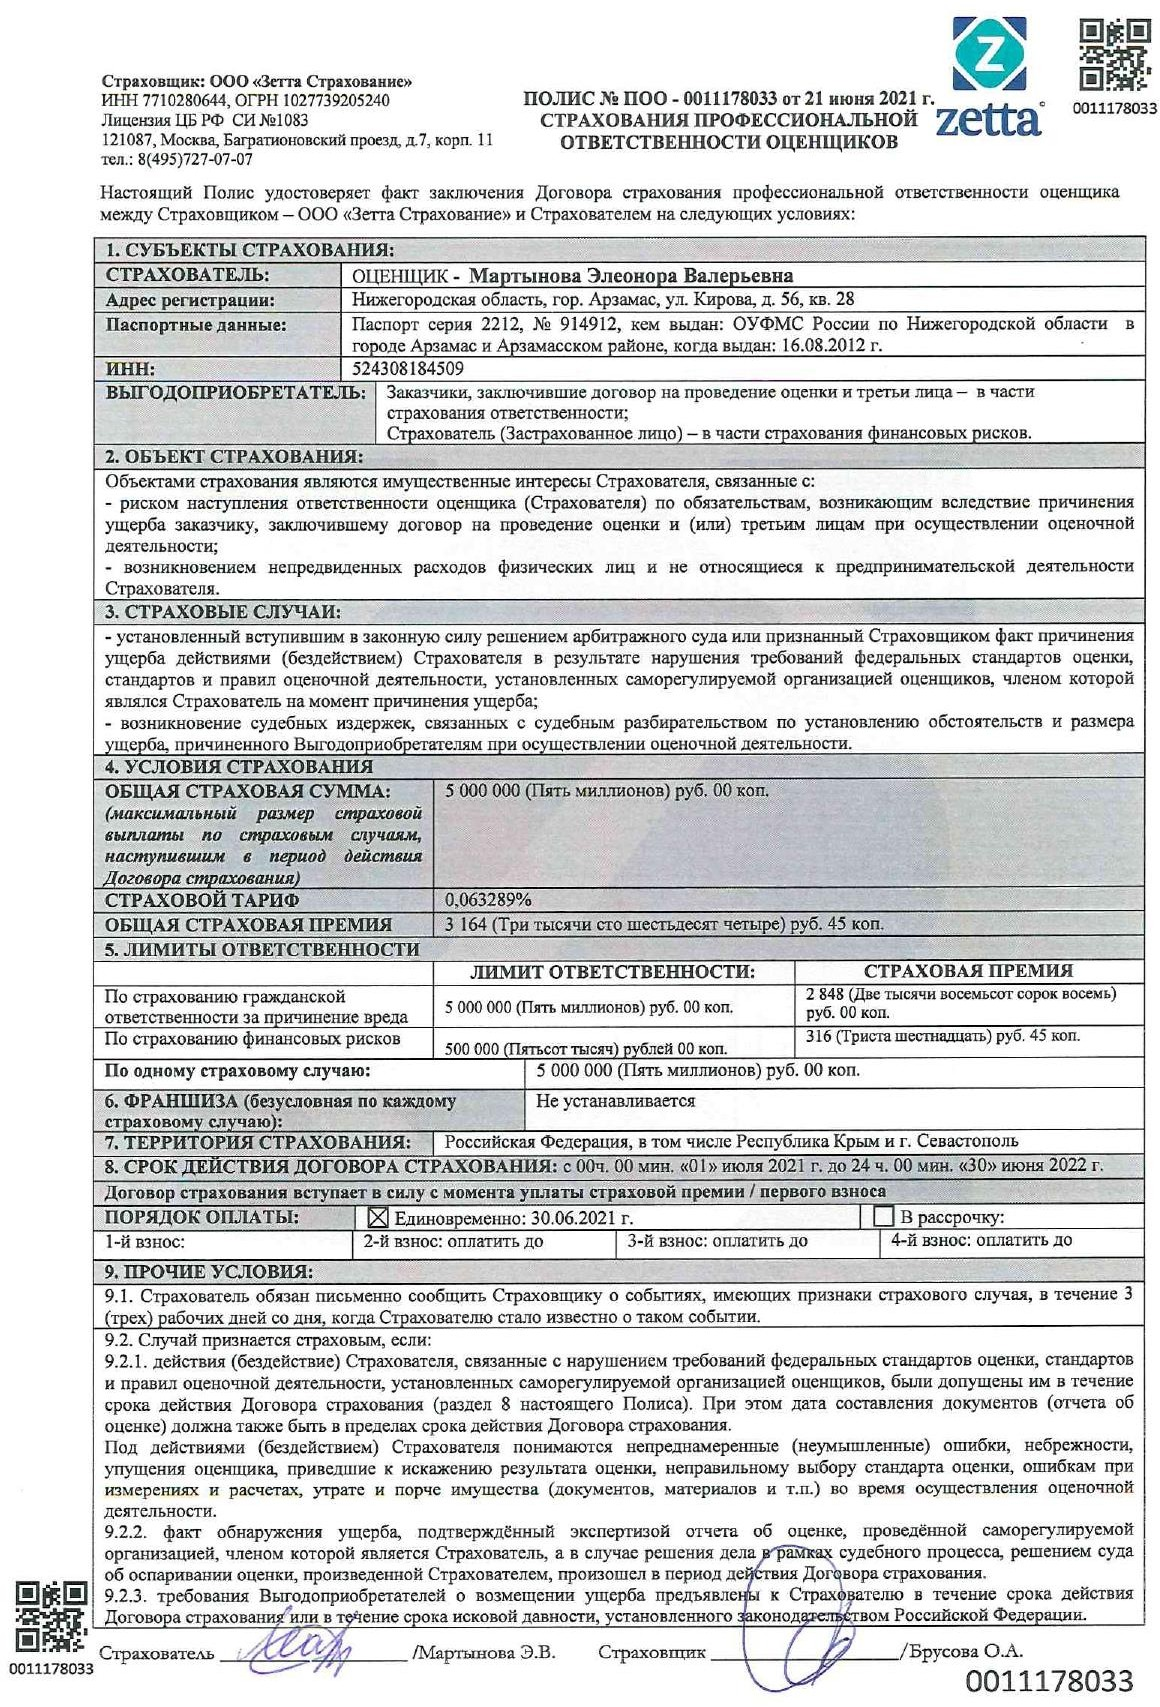 Страховщик: ООО «Зетта Страхование»
ИНН 7710280644, ОГРН 1027739205240
Лицензия ЦБ РФ СИ №1083
121087, Москва, Багратионовский проезд, д.7, корп. 11
тел.: 8(495)727-07-07
ПОЛИС № ПОО - 0011178033 от 21 июня 2021 г.
СТРАХОВАНИЯ ПРОФЕССИОНАЛЬНОЙ
ОТВЕТСТВЕННОСТИ ОЦЕНЩИКОВ
Z
zetta
0011178033
Настоящий Полис удостоверяет факт заключения Договора страхования профессиональной ответственности оценщика
между Страховщиком – ООО «Зетта Страхование» и Страхователем на следующих условиях:
1. СУБЪЕКТЫ СТРАХОВАНИЯ:
СТРАХОВАТЕЛЬ: ОЦЕНЩИК - Мартынова Элеонора Валерьевна
Адрес регистрации: Нижегородская область, гор. Арзамас, ул. Кирова, д. 56, кв. 28
Паспортные данные: Паспорт серия 2212, № 914912, кем выдан: ОУФМС России по Нижегородской области в
городе Арзамас и Арзамасском районе, когда выдан: 16.08.2012 г.
ИНН: 524308184509
ВЫГОДОПРИОБРЕТАТЕЛЬ: Заказчики, заключившие договор на проведение оценки и третьи лица – в части
страхования ответственности;
Страхователь (Застрахованное лицо) – в части страхования финансовых рисков.
2. ОБЪЕКТ СТРАХОВАНИЯ:
Объектами страхования являются имущественные интересы Страхователя, связанные с:
- риском наступления ответственности оценщика (Страхователя) по обязательствам, возникающим вследствие причинения
ущерба заказчику, заключившему договор на проведение оценки и (или) третьим лицам при осуществлении оценочной
деятельности;
- возникновением непредвиденных расходов физических лиц и не относящиеся к предпринимательской деятельности
Страхователя.
3. СТРАХОВЫЕ СЛУЧАИ:
- установленный вступившим в законную силу решением арбитражного суда или признанный Страховщиком факт причинения
ущерба действиями (бездействием) Страхователя в результате нарушения требований федеральных стандартов оценки,
стандартов и правил оценочной деятельности, установленных саморегулируемой организацией оценщиков, членом которой
являлся Страхователь на момент причинения ущерба;
- возникновение судебных издержек, связанных с судебным разбирательством по установлению обстоятельств и размера
ущерба, причиненного Выгодоприобретателям при осуществлении оценочной деятельности.
4. УСЛОВИЯ СТРАХОВАНИЯ
ОБЩАЯ СТРАХОВАЯ СУММА: 5 000 000 (Пять миллионов) руб. 00 коп.
(максимальный размер страховой
выплаты по страховым случаям,
наступившим в период действия
Договора страхования)
СТРАХОВОЙ ТАРИФ 0,063289%
ОБЩАЯ СТРАХОВАЯ ПРЕМИЯ 3 164 (Три тысячи сто шестьдесят четыре) руб. 45 коп.
5. ЛИМИТЫ ОТВЕТСТВЕННОСТИ
ЛИМИТ ОТВЕТСТВЕННОСТИ: СТРАХОВАЯ ПРЕМИЯ
По страхованию гражданской
ответственности за причинение вреда
5 000 000 (Пять миллионов) руб. 00 коп.
2 848 (Две тысячи восемьсот сорок восемь)
руб. 00 коп.
По страхованию финансовых рисков 500 000 (Пятьсот тысяч) рублей 00 коп. 316 (Триста шестнадцать) руб. 45 коп.
По одному страховому случаю: 5 000 000 (Пять миллионов) руб. 00 коп.
6. ФРАНШИЗА (безусловная по каждому
страховому случаю):
Не устанавливается
7. ТЕРРИТОРИЯ СТРАХОВАНИЯ: Российская Федерация, в том числе Республика Крым и г. Севастополь
8. СРОК ДЕЙСТВИЯ ДОГОВОРА СТРАХОВАНИЯ: с 00ч. 00 мин. «01» июля 2021 г. до 24 ч. 00 мин. «30» июня 2022 г.
Договор страхования вступает в силу с момента уплаты страховой премии / первого взноса
ПОРЯДОК ОПЛАТЫ: ☒ Единовременно: 30.06.2021 г. ☐ В рассрочку:
1-й взнос: 2-й взнос: оплатить до 3-й взнос: оплатить до 4-й взнос: оплатить до
9. ПРОЧИЕ УСЛОВИЯ:
9.1. Страхователь обязан письменно сообщить Страховщику о событиях, имеющих признаки страхового случая, в течение 3
(трех) рабочих дней со дня, когда Страхователю стало известно о таком событии.
9.2. Случай признается страховым, если:
9.2.1. действия (бездействие) Страхователя, связанные с нарушением требований федеральных стандартов оценки, стандартов
и правил оценочной деятельности, установленных саморегулируемой организацией оценщиков, были допущены им в течение
срока действия Договора страхования (раздел 8 настоящего Полиса). При этом дата составления документов (отчета об
оценке) должна также быть в пределах срока действия Договора страхования.
Под действиями (бездействием) Страхователя понимаются непреднамеренные (неумышленные) ошибки, небрежности,
упущения оценщика, приведшие к искажению результата оценки, неправильному выбору стандарта оценки, ошибкам при
измерениях и расчетах, утрате и порче имущества (документов, материалов и т.п.) во время осуществления оценочной
деятельности.
9.2.2. факт обнаружения ущерба, подтверждённый экспертизой отчета об оценке, проведённой саморегулируемой
организацией, членом которой является Страхователь, а в случае решения дела в рамках судебного процесса, решением суда
об оспаривании оценки, произведенной Страхователем, произошел в период действия Договора страхования.
9.2.3. требования Выгодоприобретателей о возмещении ущерба предъявлены к Страхователю в течение срока действия
Договора страхования или в течение срока исковой давности, установленного законодательством Российской Федерации.
Страхователь /Мартынова Э.В. Страховщик /Брусова О.А.
0011178033
0011178033